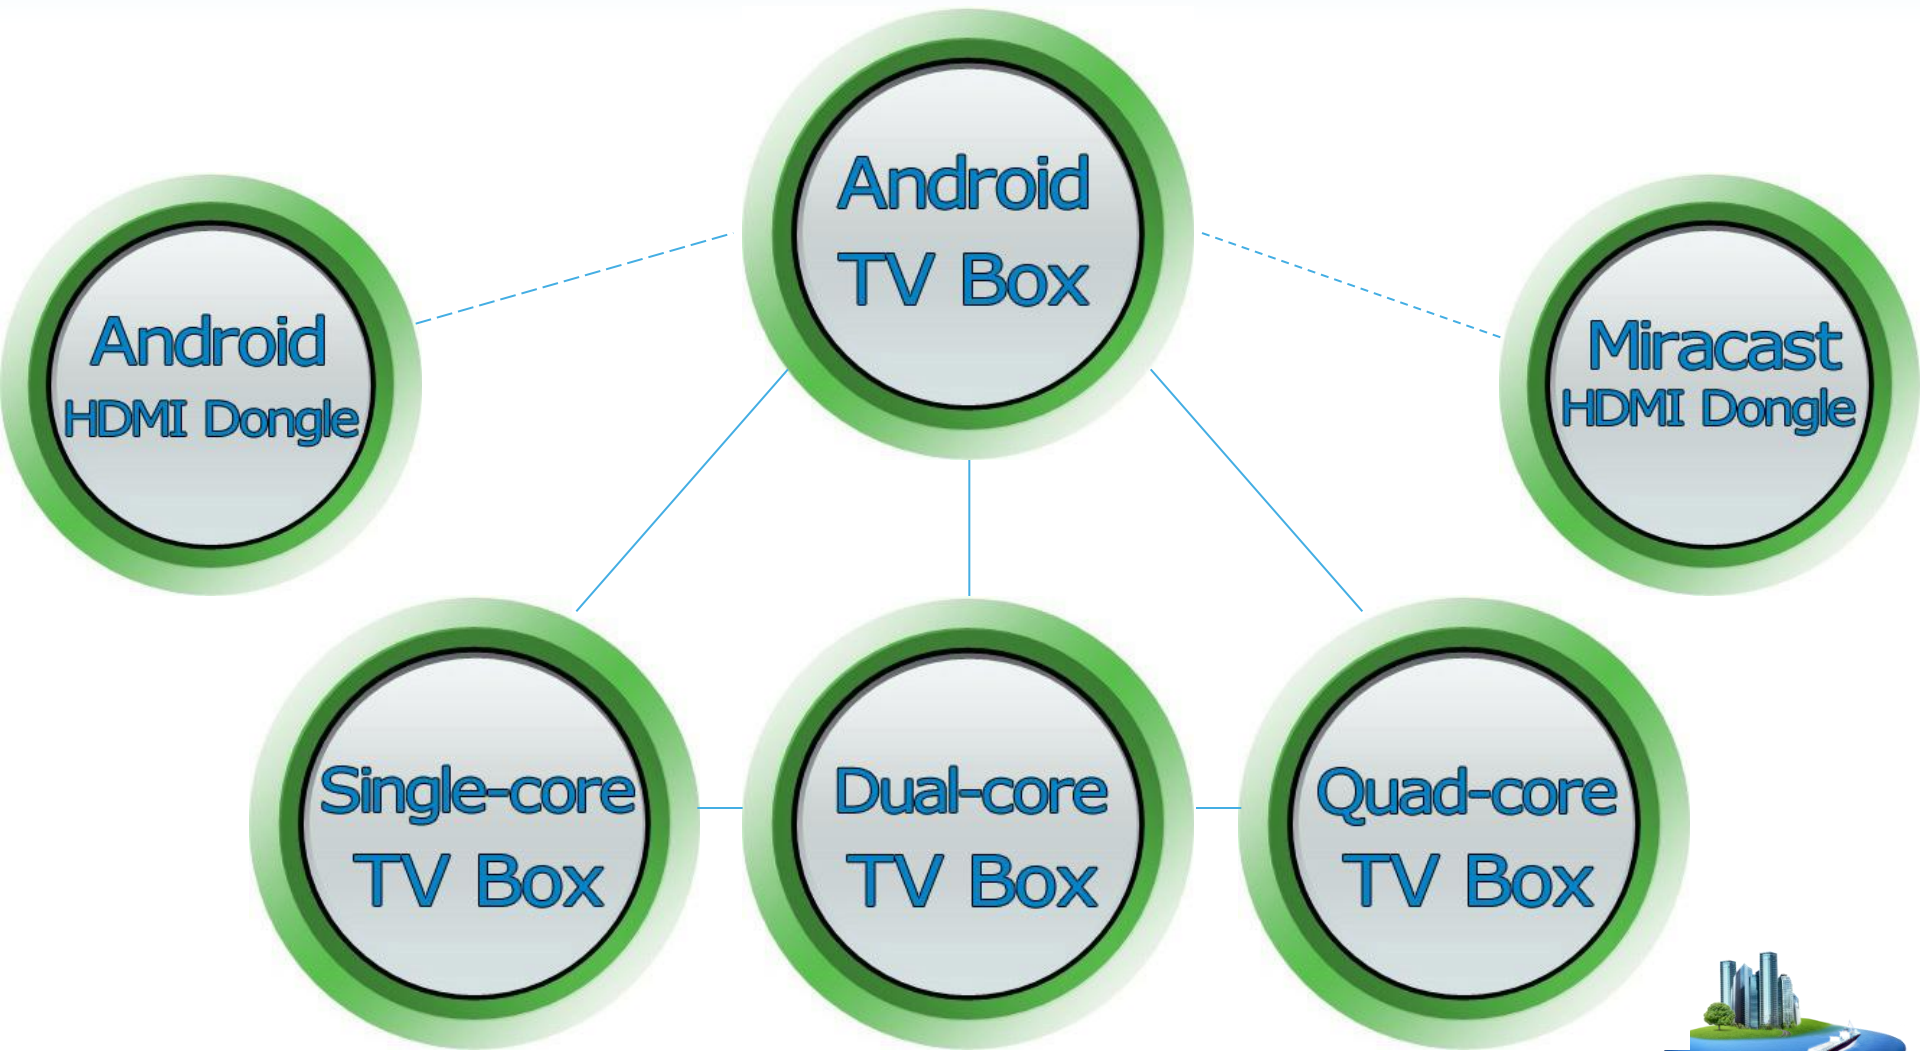 Android
TV Box
Android
HDMI Dongle
Miracast
HDMI Dongle
Single-core
TV Box
Dual-core
TV Box
Quad-core
TV Box